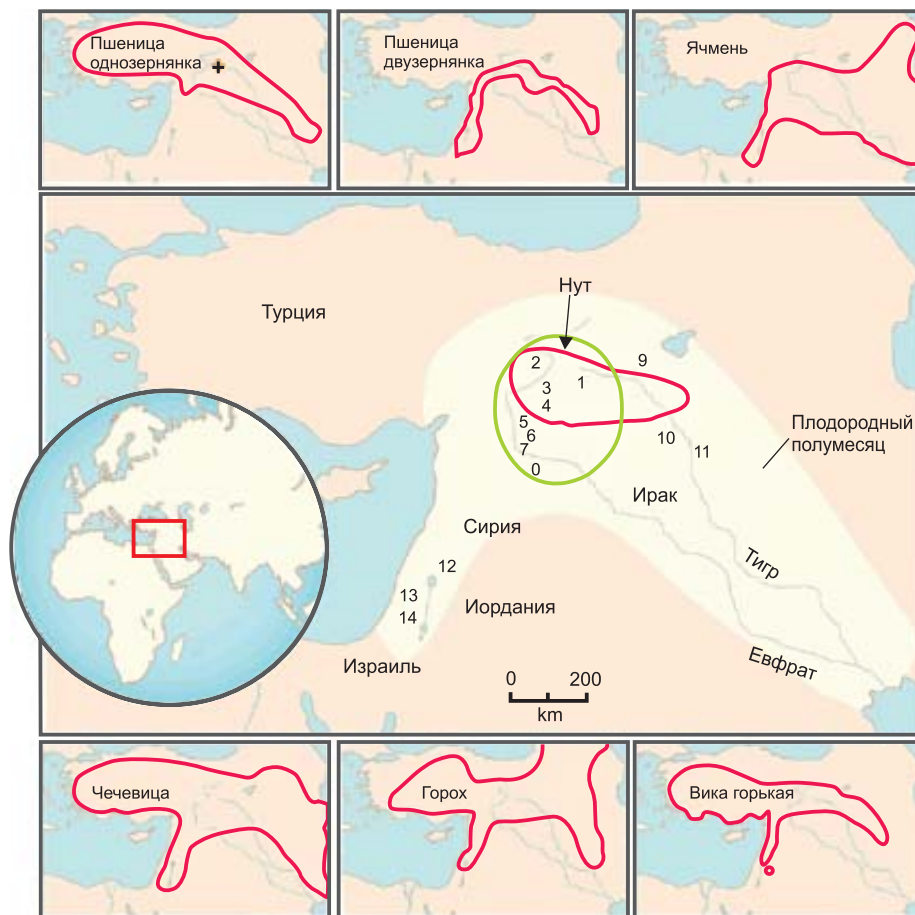 Пшеница
однозернянка
Пшеница
двузернянка
Ячмень
Нут
Турция
2
1
9
3
4
5
6
7
0
10
11
Плодородный
полумесяц
Ирак
Сирия
Тигр
12
13
14
Иордания
Израиль
Евфрат
0 200
km
Чечевица
Горох
Вика горькая